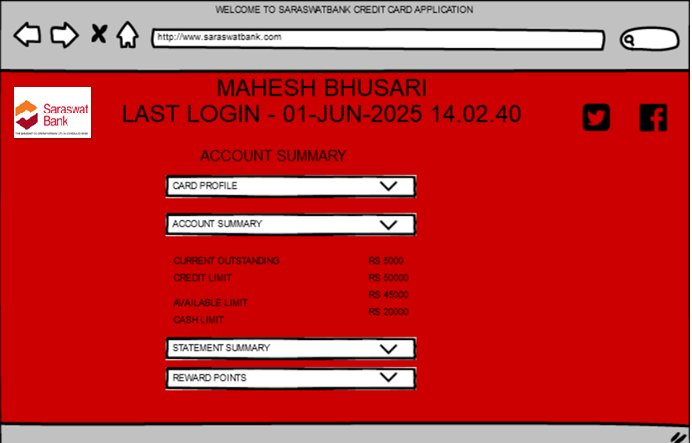 WELCOME TO SARASWATBANK CREDIT CARD APPLICATION
http://www.saraswatbank.com
Saraswat
Bank
MAHESH BHUSARI
LAST LOGIN - 01-JUN-2025 14.02.40
ACCOUNT SUMMARY
CARD PROFILE
ACCOUNT SUMMARY
CURRENT OUTSTANDING RS 5000
CREDIT LIMIT RS 50000
AVAILABLE LIMIT RS 45000
CASH LIMIT RS 20000
STATEMENT SUMMARY
REWARD POINTS